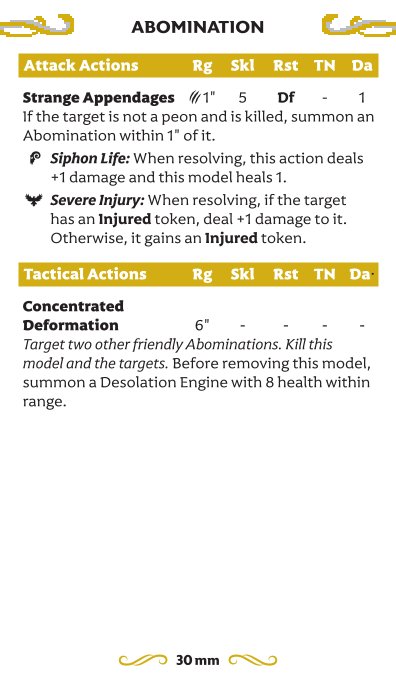 ABOMINATION
Attack Actions Rg Skl Rst TN Da
Strange Appendages 1" 5 Df - 1
If the target is not a peon and is killed, summon an
Abomination within 1" of it.
Siphon Life: When resolving, this action deals
+1 damage and this model heals 1.
Severe Injury: When resolving, if the target
has an Injured token, deal +1 damage to it.
Otherwise, it gains an Injured token.
Tactical Actions Rg Skl Rst TN Da
Concentrated
Deformation 6" - - - -
Target two other friendly Abominations. Kill this
model and the targets. Before removing this model,
summon a Desolation Engine with 8 health within
range.
30 mm